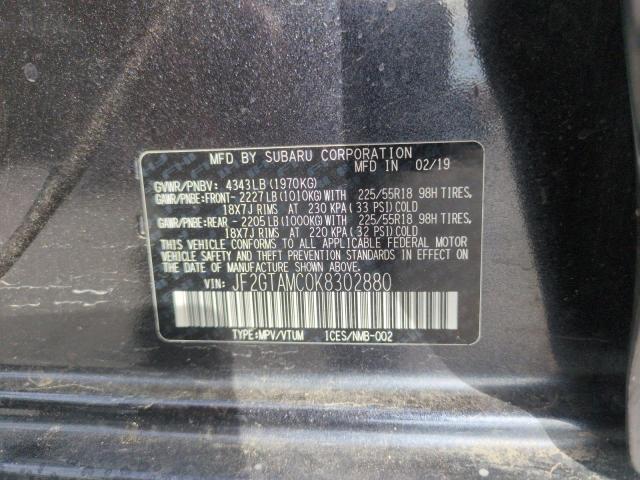 MFD BY SUBARU CORPORATION
MFD IN 02/19
GVWR/PNBV: 4343LB (1970KG)
GAWR/PNBE:FRONT-2227LB (1010KG) WITH 225/55R18 98H TIRES,
18X7J RIMS AT 230 KPA (33 PSI) COLD
GAWR/PNBE:REAR -2205LB (1000KG) WITH 225/55R18 98H TIRES,
18X7J RIMS AT 220 KPA (32 PSI) COLD
THIS VEHICLE CONFORMS TO ALL APPLICABLE FEDERAL MOTOR
VEHICLE SAFETY AND THEFT PREVENTION STANDARDS IN EFFECT
ON THE DATE OF MANUFACTURE SHOWN ABOVE.
VIN: JF2GTAMC0K8302880
TYPE:MPV/VTUM 1CES/NMB-002